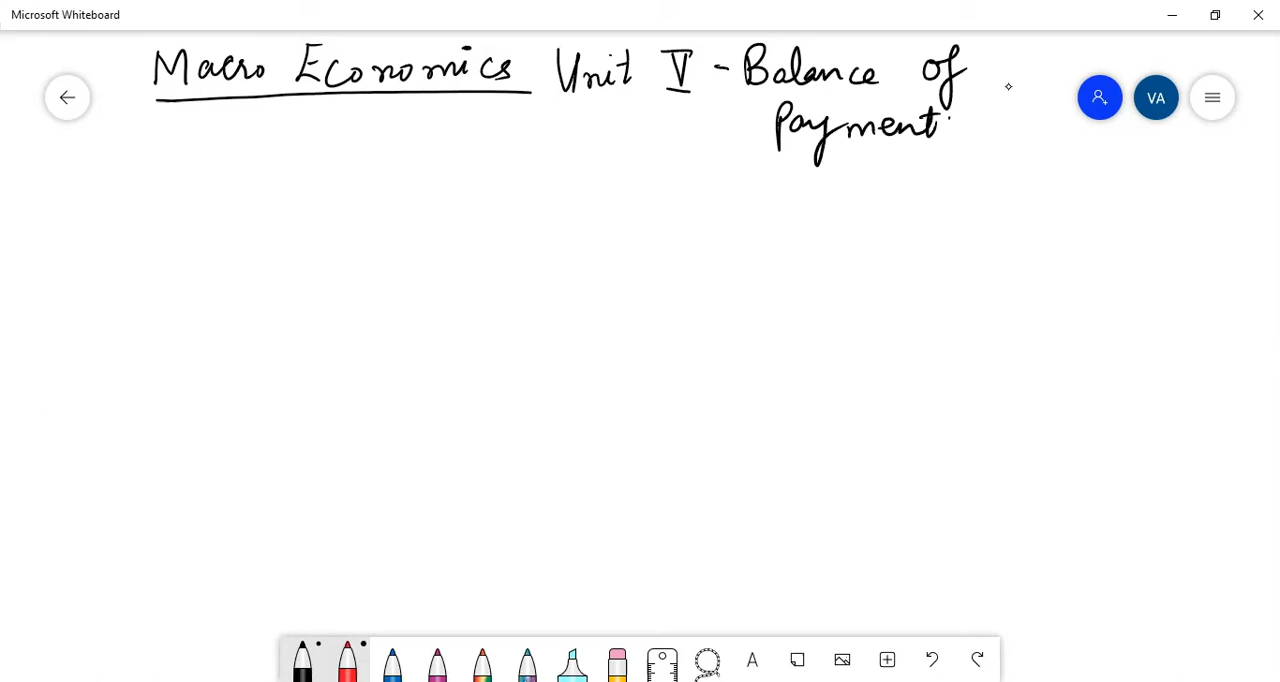 Microsoft Whiteboard
Macro Economics Unit V - Balance of
Payment
VA
A